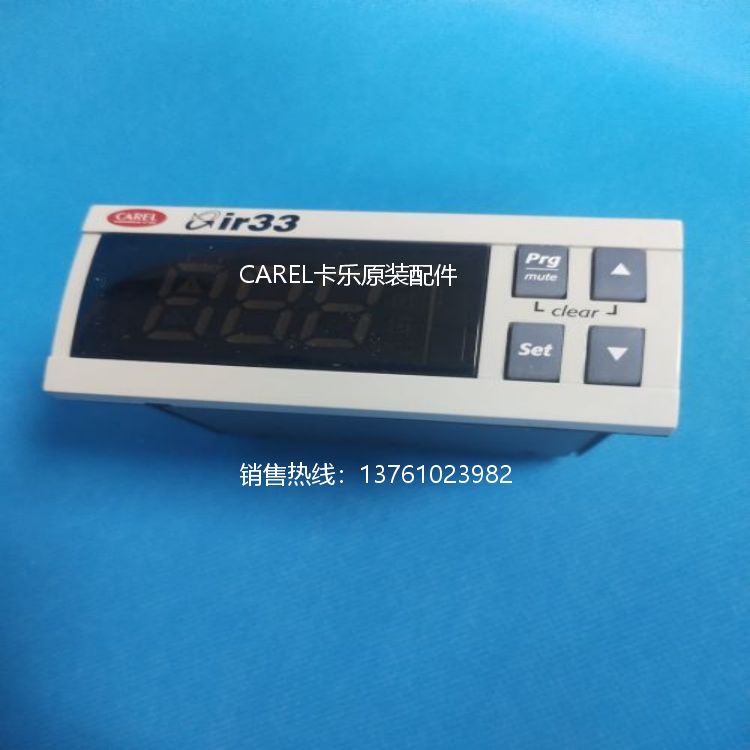 CAREL
ir33
CAREL卡乐原装配件
Prg
mute
clear
Set
销售热线：13761023982